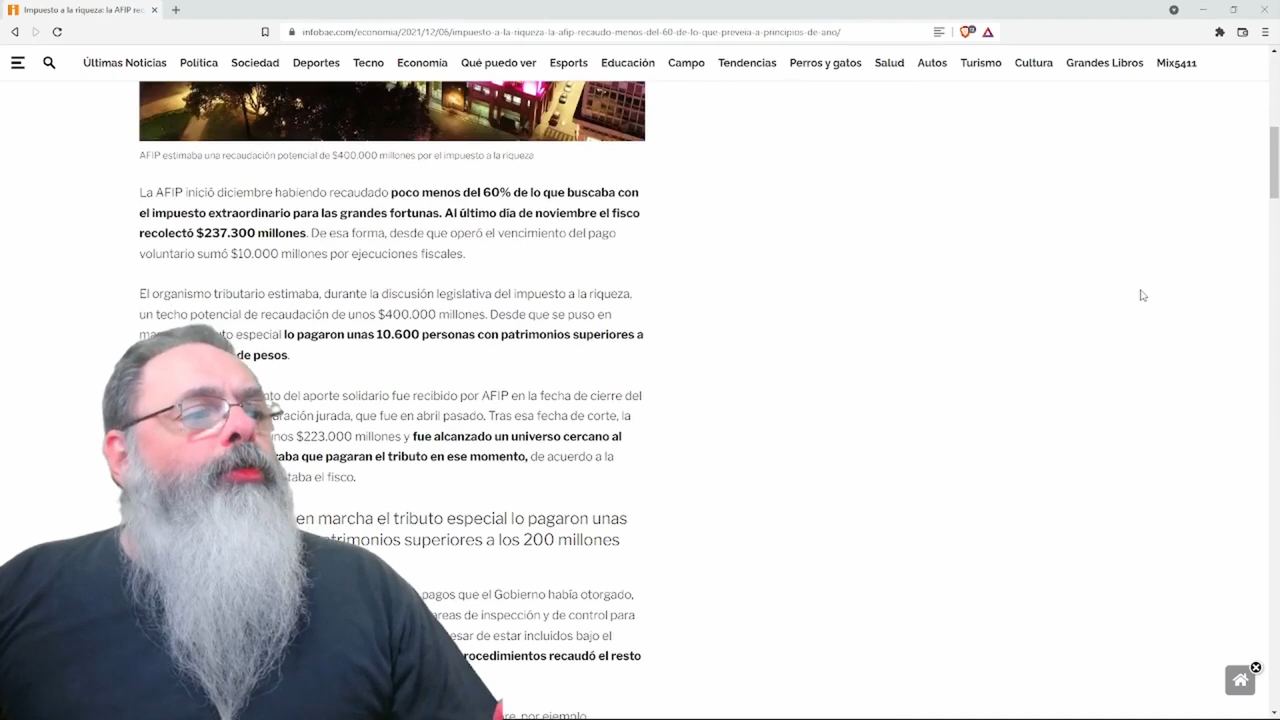 Impuesto a la riqueza: la AFIP rec
infobae.com/economia/2021/12/06/impuesto-a-la-riqueza-la-afip-recaudo-menos-del-60-de-lo-que-preveia-a-principios-de-ano/
Últimas Noticias Política Sociedad Deportes Tecno Economía Qué puedo ver Esports Educación Campo Tendencias Perros y gatos Salud Autos Turismo Cultura Grandes Libros Mix5411
AFIP estimaba una recaudación potencial de $400.000 millones por el impuesto a la riqueza
La AFIP inició diciembre habiendo recaudado poco menos del 60% de lo que buscaba con
el impuesto extraordinario para las grandes fortunas. Al último día de noviembre el fisco
recolectó $237.300 millones. De esa forma, desde que operó el vencimiento del pago
voluntario sumó $10.000 millones por ejecuciones fiscales.
El organismo tributario estimaba, durante la discusión legislativa del impuesto a la riqueza,
un techo potencial de recaudación de unos $400.000 millones. Desde que se puso en
especial lo pagaron unas 10.600 personas con patrimonios superiores a
de pesos.
del aporte solidario fue recibido por AFIP en la fecha de cierre del
jurada, que fue en abril pasado. Tras esa fecha de corte, la
$223.000 millones y fue alcanzado un universo cercano al
que pagaran el tributo en ese momento, de acuerdo a la
el fisco.
en marcha el tributo especial lo pagaron unas
superiores a los 200 millones
pagos que el Gobierno había otorgado,
de inspección y de control para
de estar incluidos bajo el
recaudó el resto
por ejemplo